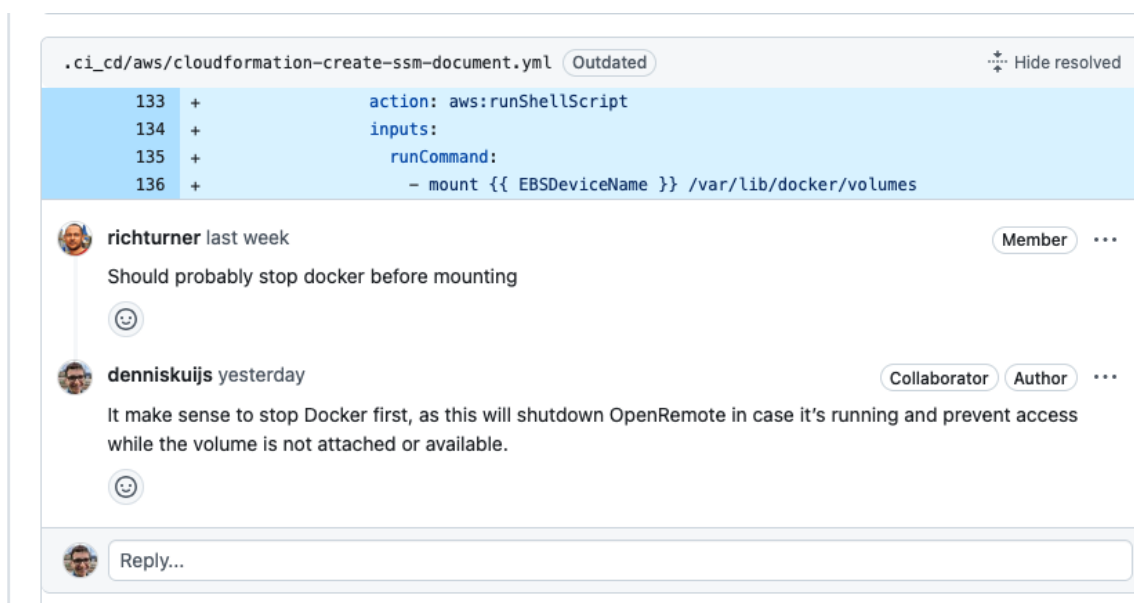 .ci_cd/aws/cloudformation-create-ssm-document.yml Outdated Hide resolved
133 + action: aws:runShellScript
134 + inputs:
135 + runCommand:
136 + - mount {{ EBSDeviceName }} /var/lib/docker/volumes
richturner last week Member ...
Should probably stop docker before mounting
denniskuijs yesterday Collaborator Author ...
It make sense to stop Docker first, as this will shutdown OpenRemote in case it's running and prevent access
while the volume is not attached or available.
Reply...